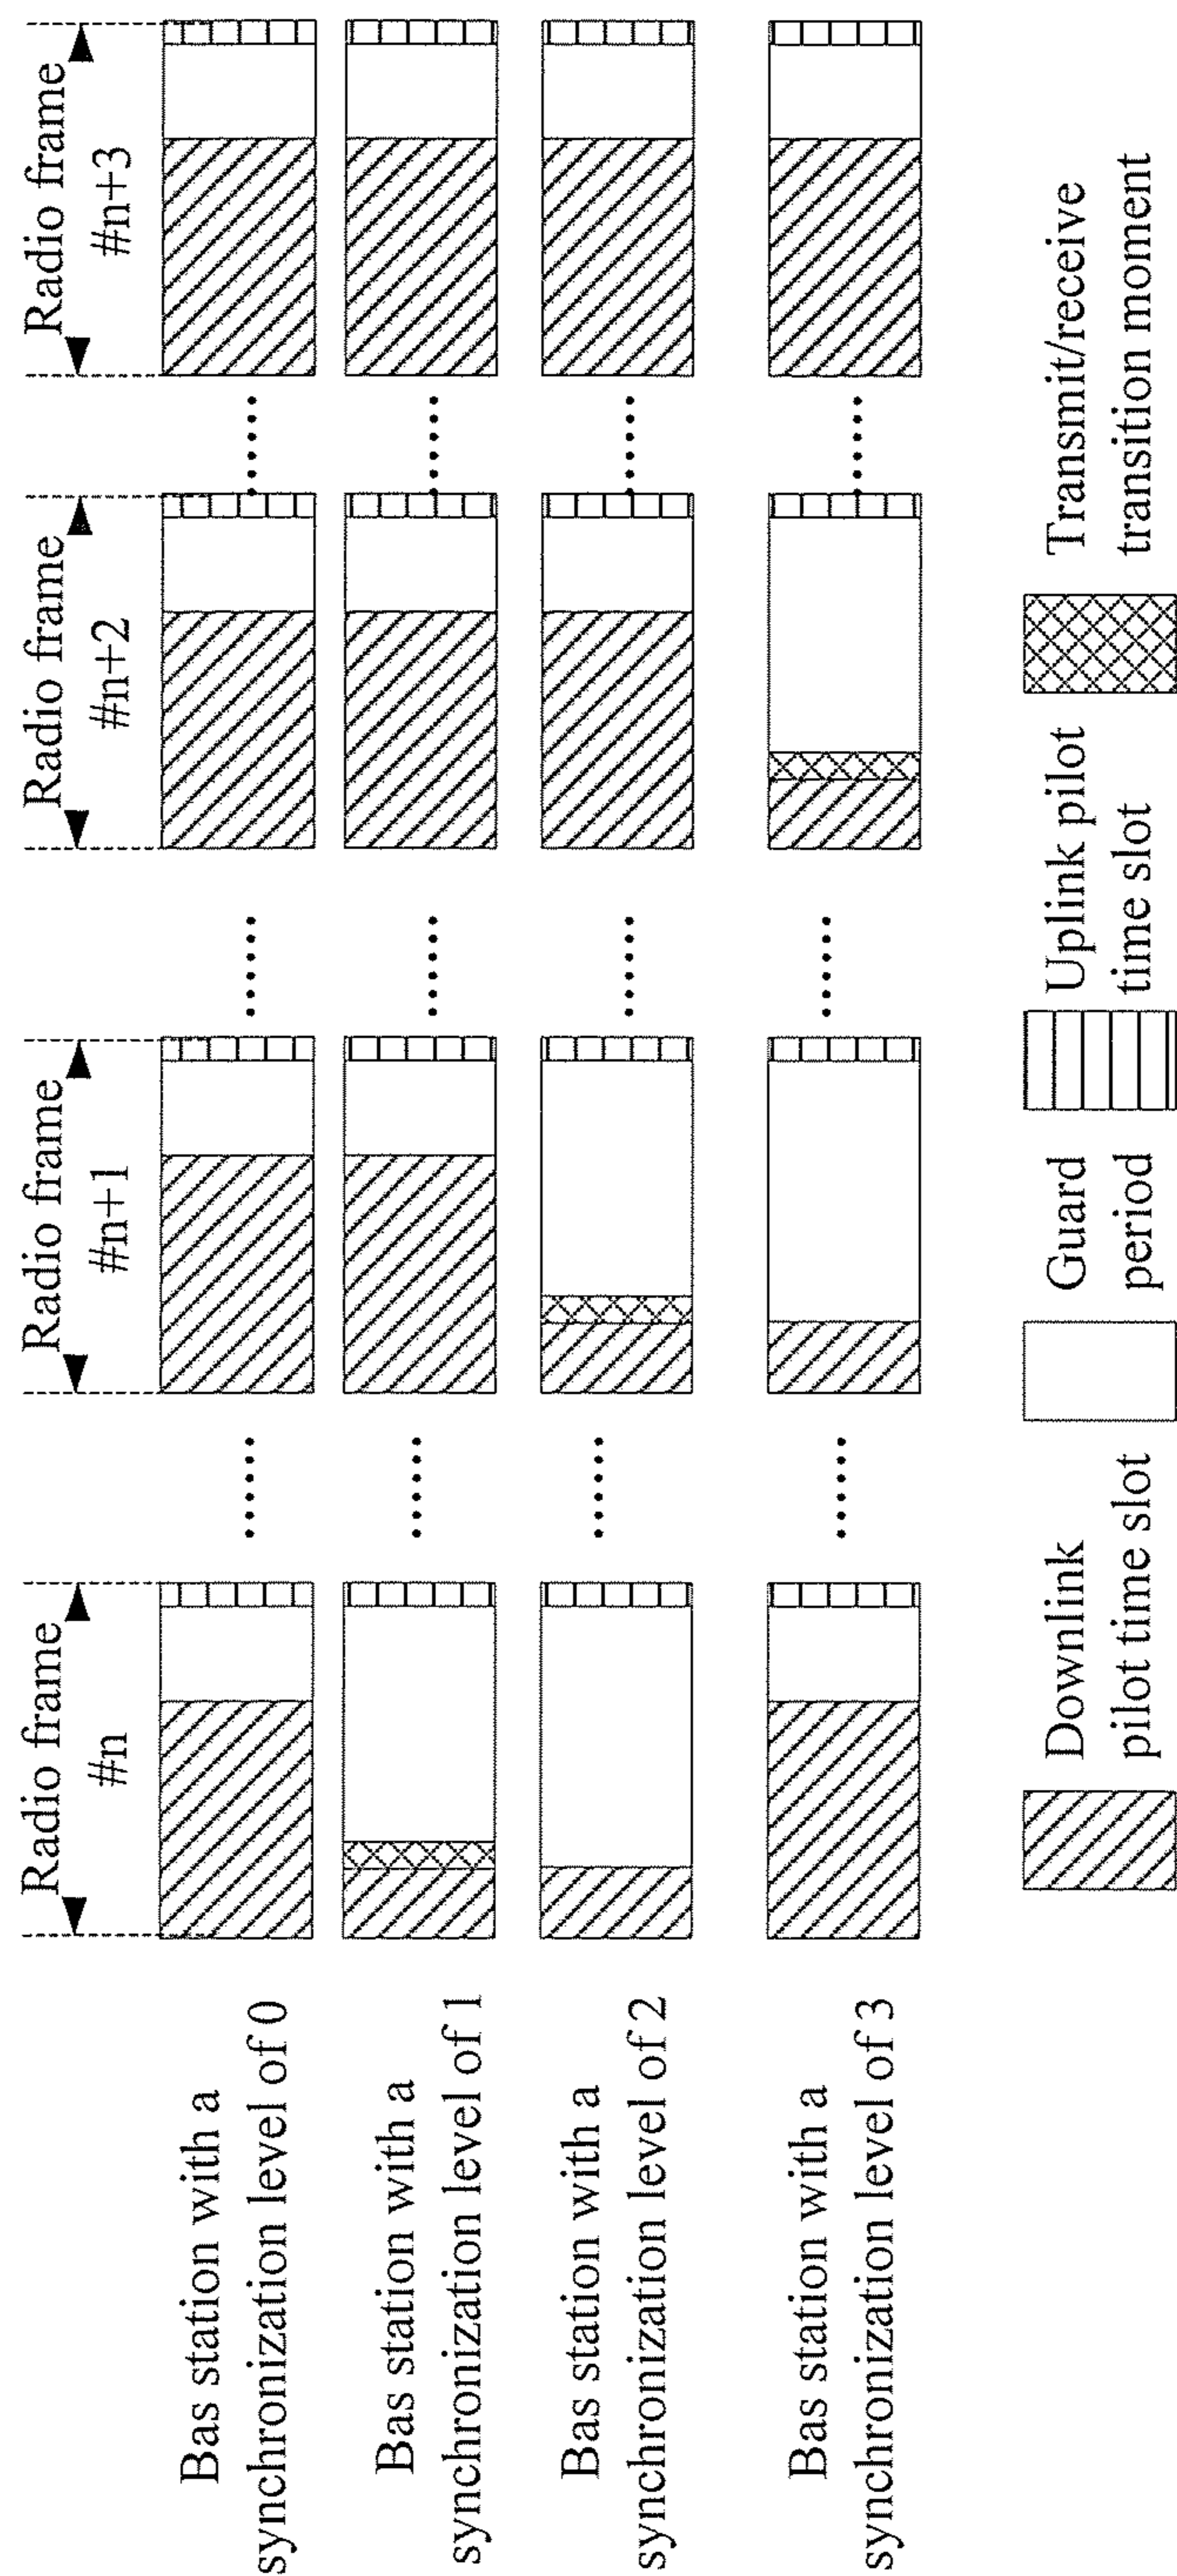 Radio frame
#n
Radio frame
#n+1
Radio frame
#n+2
Radio frame
#n+3
Bas station with a
synchronization level of 0
Bas station with a
synchronization level of 1
Bas station with a
synchronization level of 2
Bas station with a
synchronization level of 3
Downlink
pilot time slot
Guard
period
Uplink pilot
time slot
Transmit/receive
transition moment